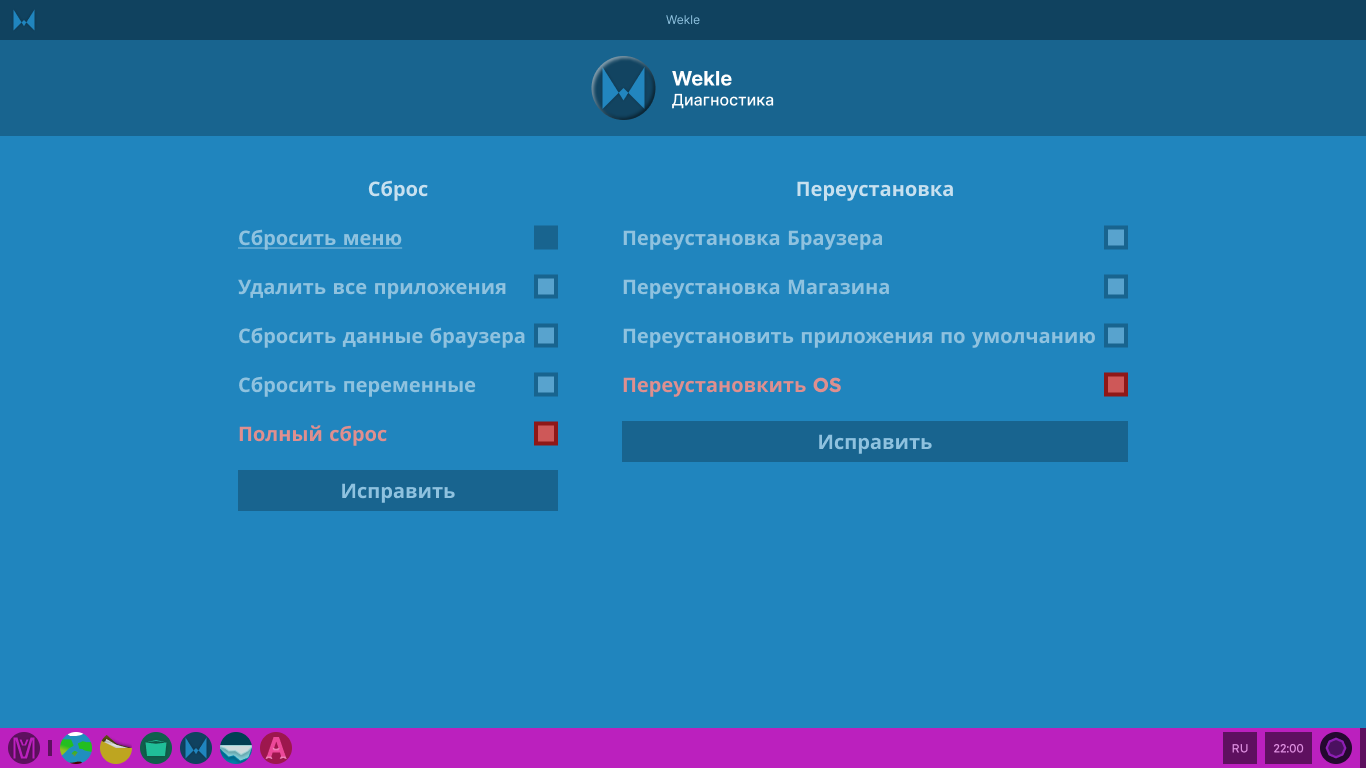 Wekle
Wekle
Диагностика
Сброс
Сбросить меню
Удалить все приложения
Сбросить данные браузера
Сбросить переменные
Полный сброс
Исправить
Переустановка
Переустановка Браузера
Переустановка Магазина
Переустановить приложения по умолчанию
Переустановкить OS
Исправить
RU
22:00